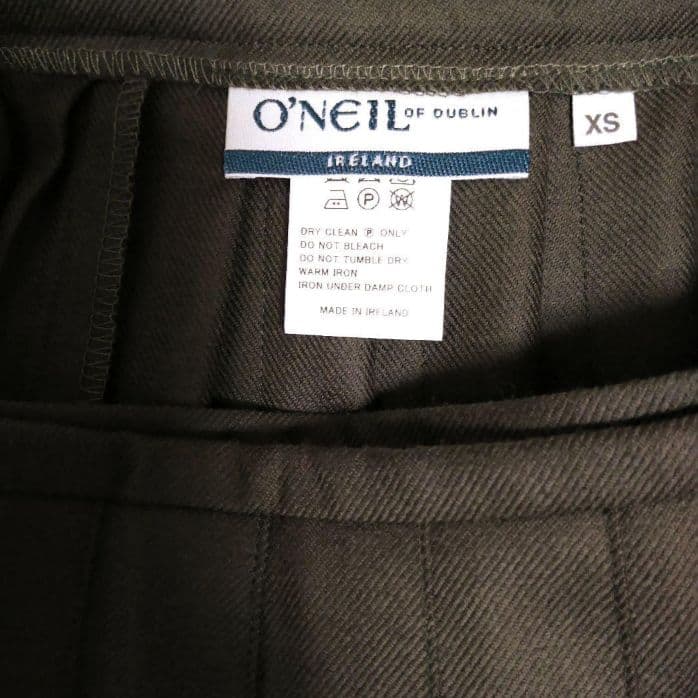 O'NEIL OF DUBLIN
IRELAND
XS
P W
DRY CLEAN P ONLY
DO NOT BLEACH
DO NOT TUMBLE DRY
WARM IRON
IRON UNDER DAMP CLOTH
MADE IN IRELAND